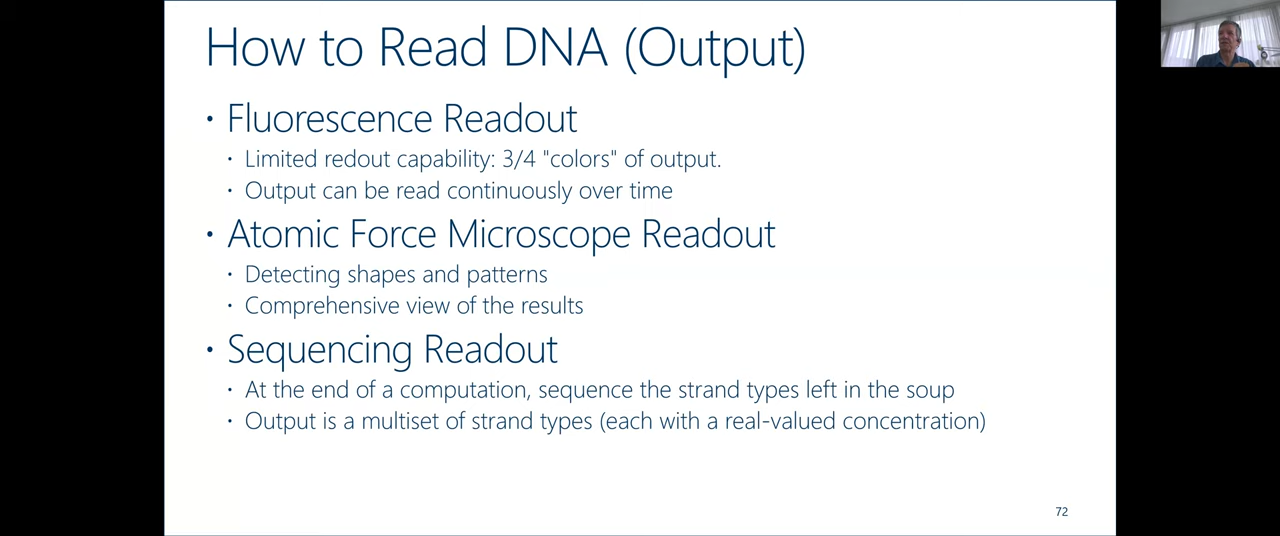 How to Read DNA (Output)
• Fluorescence Readout
• Limited redout capability: 3/4 "colors" of output.
• Output can be read continuously over time
• Atomic Force Microscope Readout
• Detecting shapes and patterns
• Comprehensive view of the results
• Sequencing Readout
• At the end of a computation, sequence the strand types left in the soup
• Output is a multiset of strand types (each with a real-valued concentration)
72